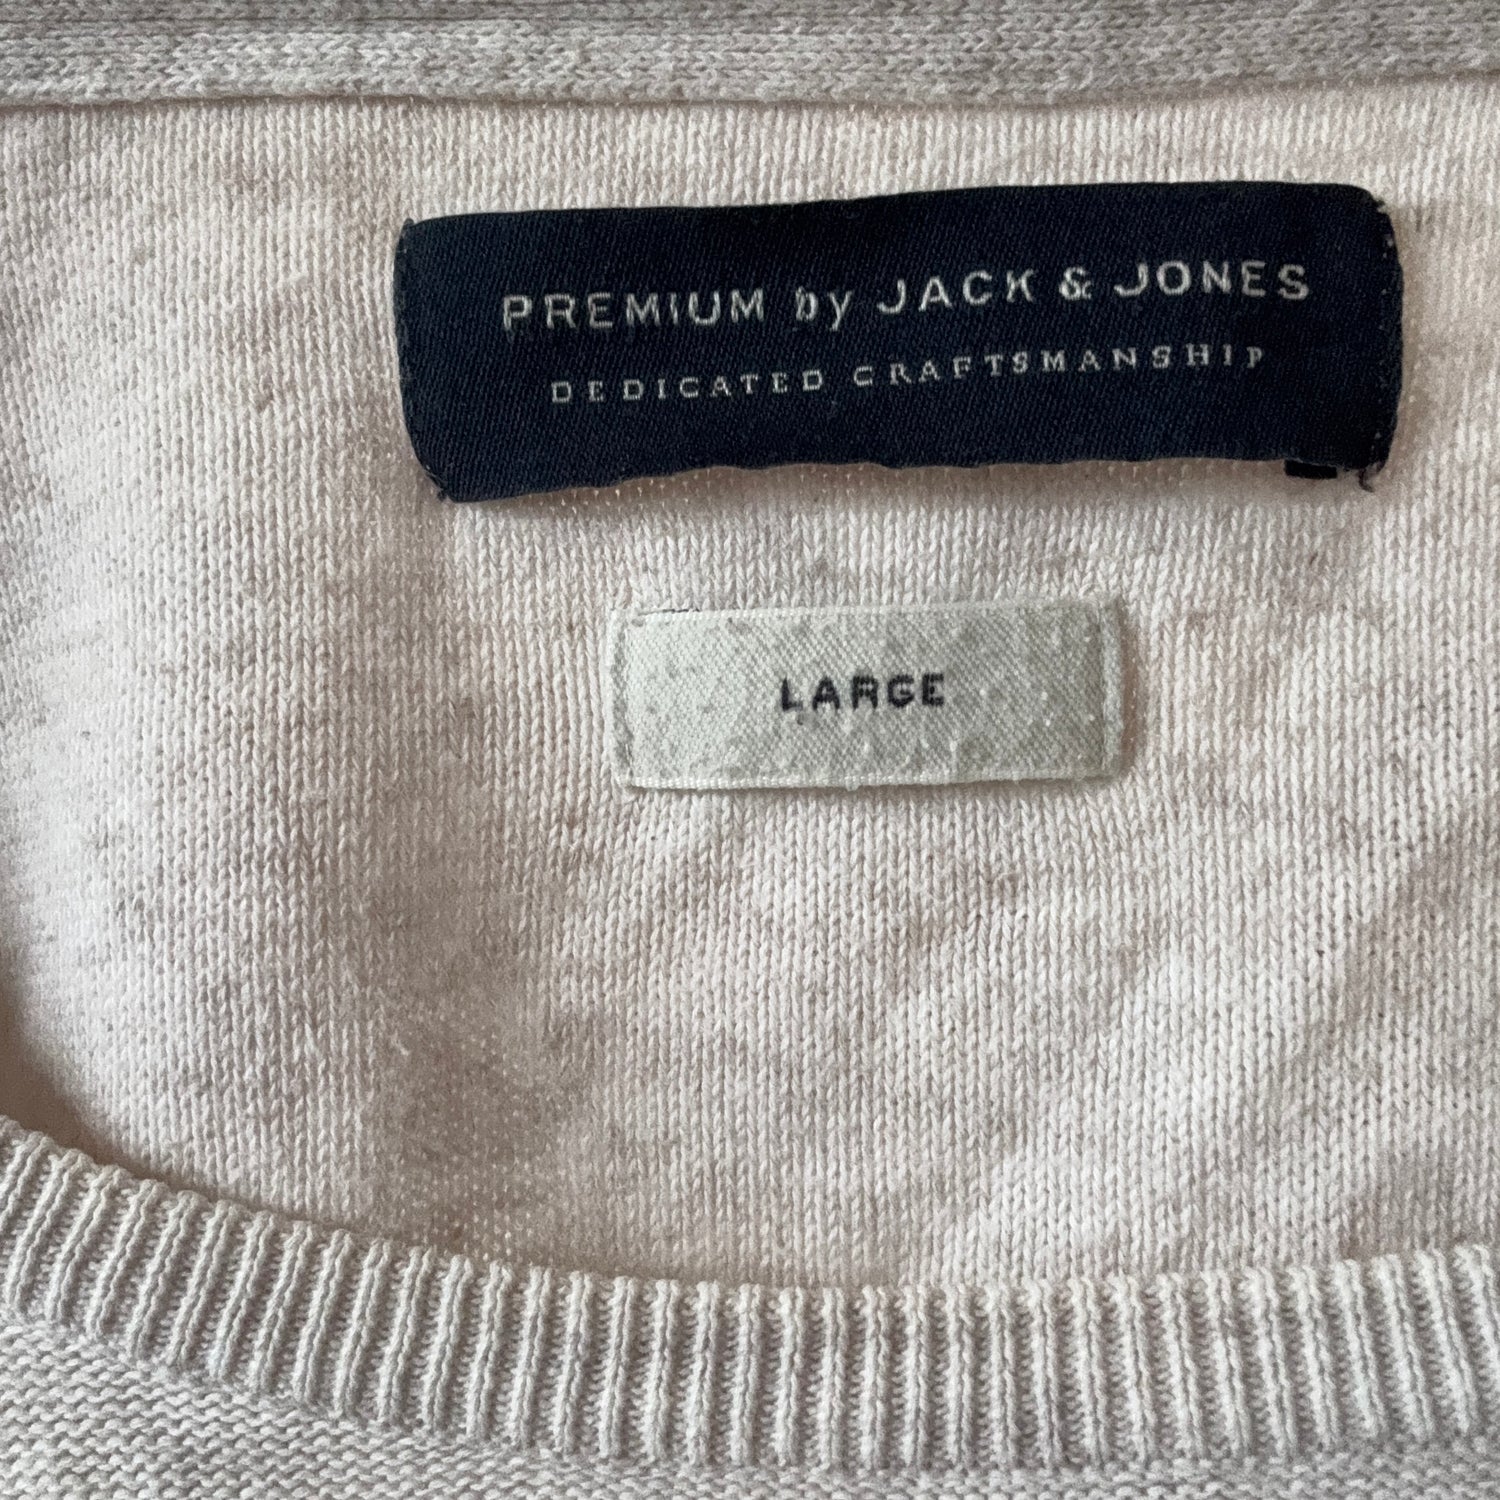 PREMIUM by JACK & JONES
DEDICATED CRAFTSMANSHIP
LARGE